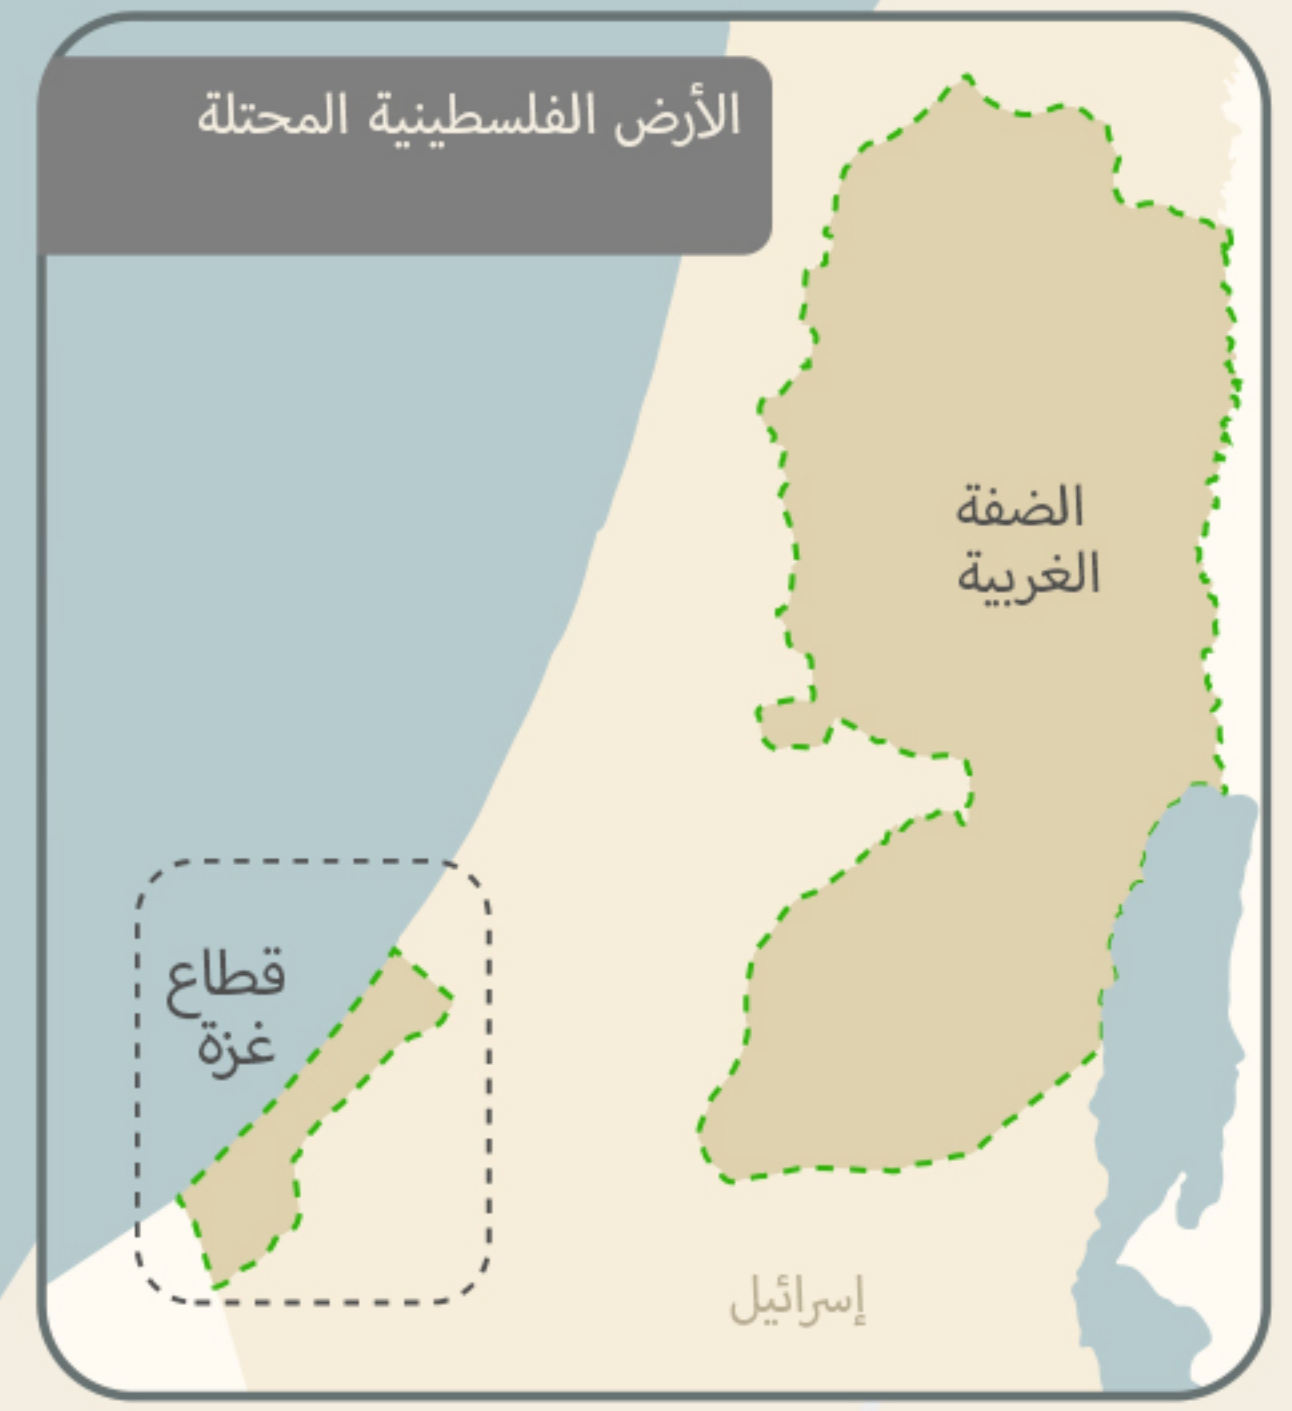 الأرض الفلسطينية المحتلة
الضفة
الغربية
قطاع
غزة
إسرائيل